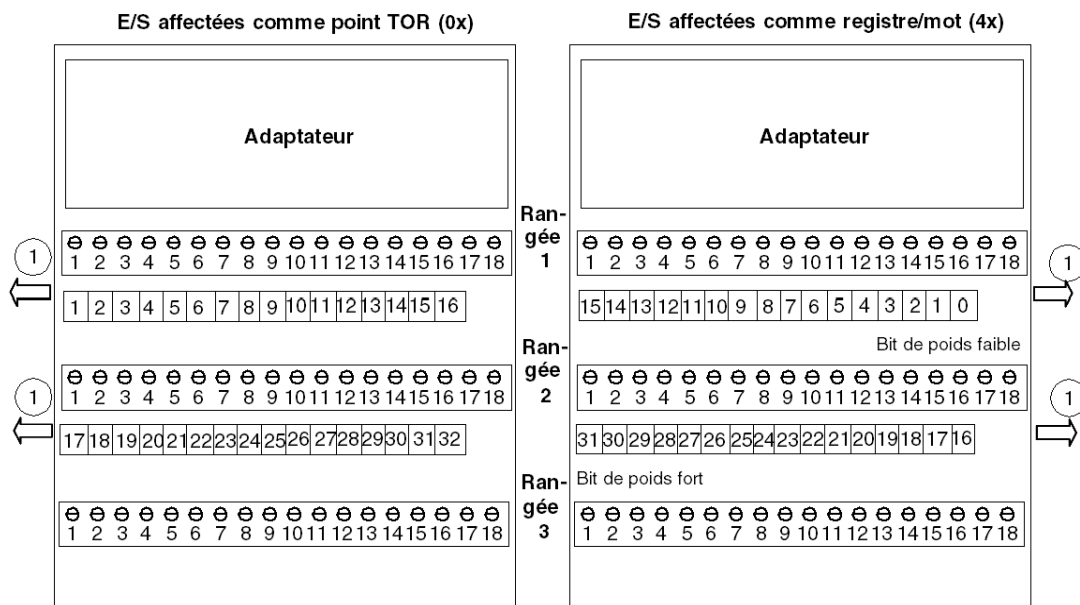 E/S affectées comme point TOR (0x)
E/S affectées comme registre/mot (4x)
Adaptateur
Adaptateur
Ran-
gée
1
1
1 2 3 4 5 6 7 8 9 10 11 12 13 14 15 16 17 18
1 2 3 4 5 6 7 8 9 10 11 12 13 14 15 16 17 18
1
1 2 3 4 5 6 7 8 9 10 11 12 13 14 15 16
15 14 13 12 11 10 9 8 7 6 5 4 3 2 1 0
Bit de poids faible
Ran-
gée
2
1
1 2 3 4 5 6 7 8 9 10 11 12 13 14 15 16 17 18
1 2 3 4 5 6 7 8 9 10 11 12 13 14 15 16 17 18
1
17 18 19 20 21 22 23 24 25 26 27 28 29 30 31 32
31 30 29 28 27 26 25 24 23 22 21 20 19 18 17 16
Bit de poids fort
Ran-
gée
3
1 2 3 4 5 6 7 8 9 10 11 12 13 14 15 16 17 18
1 2 3 4 5 6 7 8 9 10 11 12 13 14 15 16 17 18